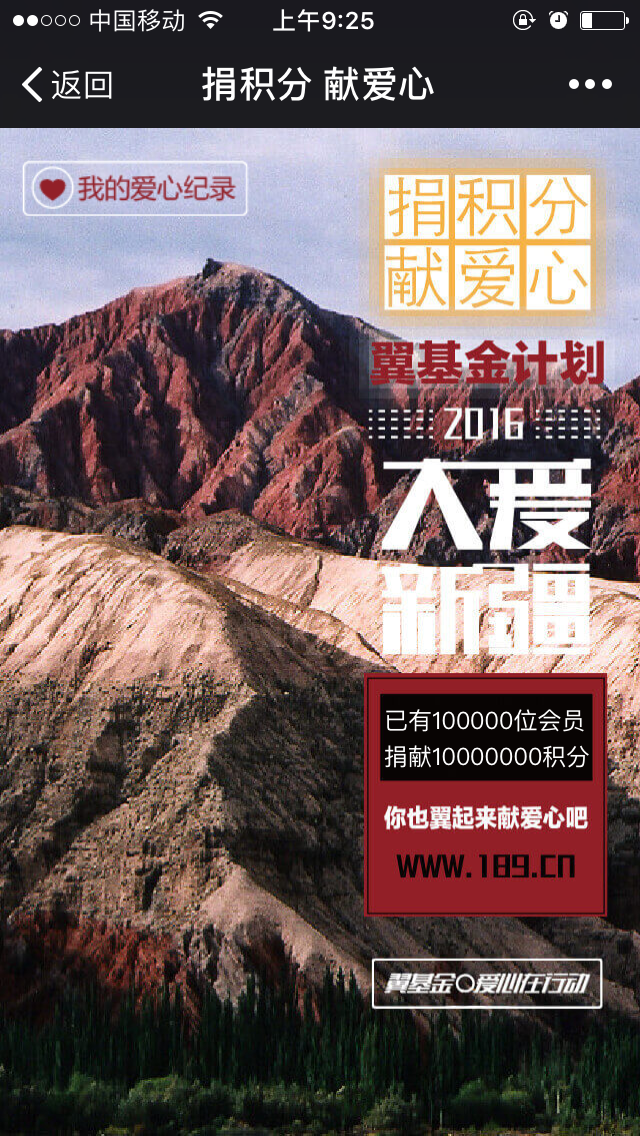 中国移动
上午9:25
返回
捐积分 献爱心
我的爱心纪录
捐积分
献爱心
翼基金计划
2016
大爱
新疆
已有100000位会员
捐献10000000积分
你也翼起来献爱心吧
WWW.189.CN
翼基金○爱心在行动